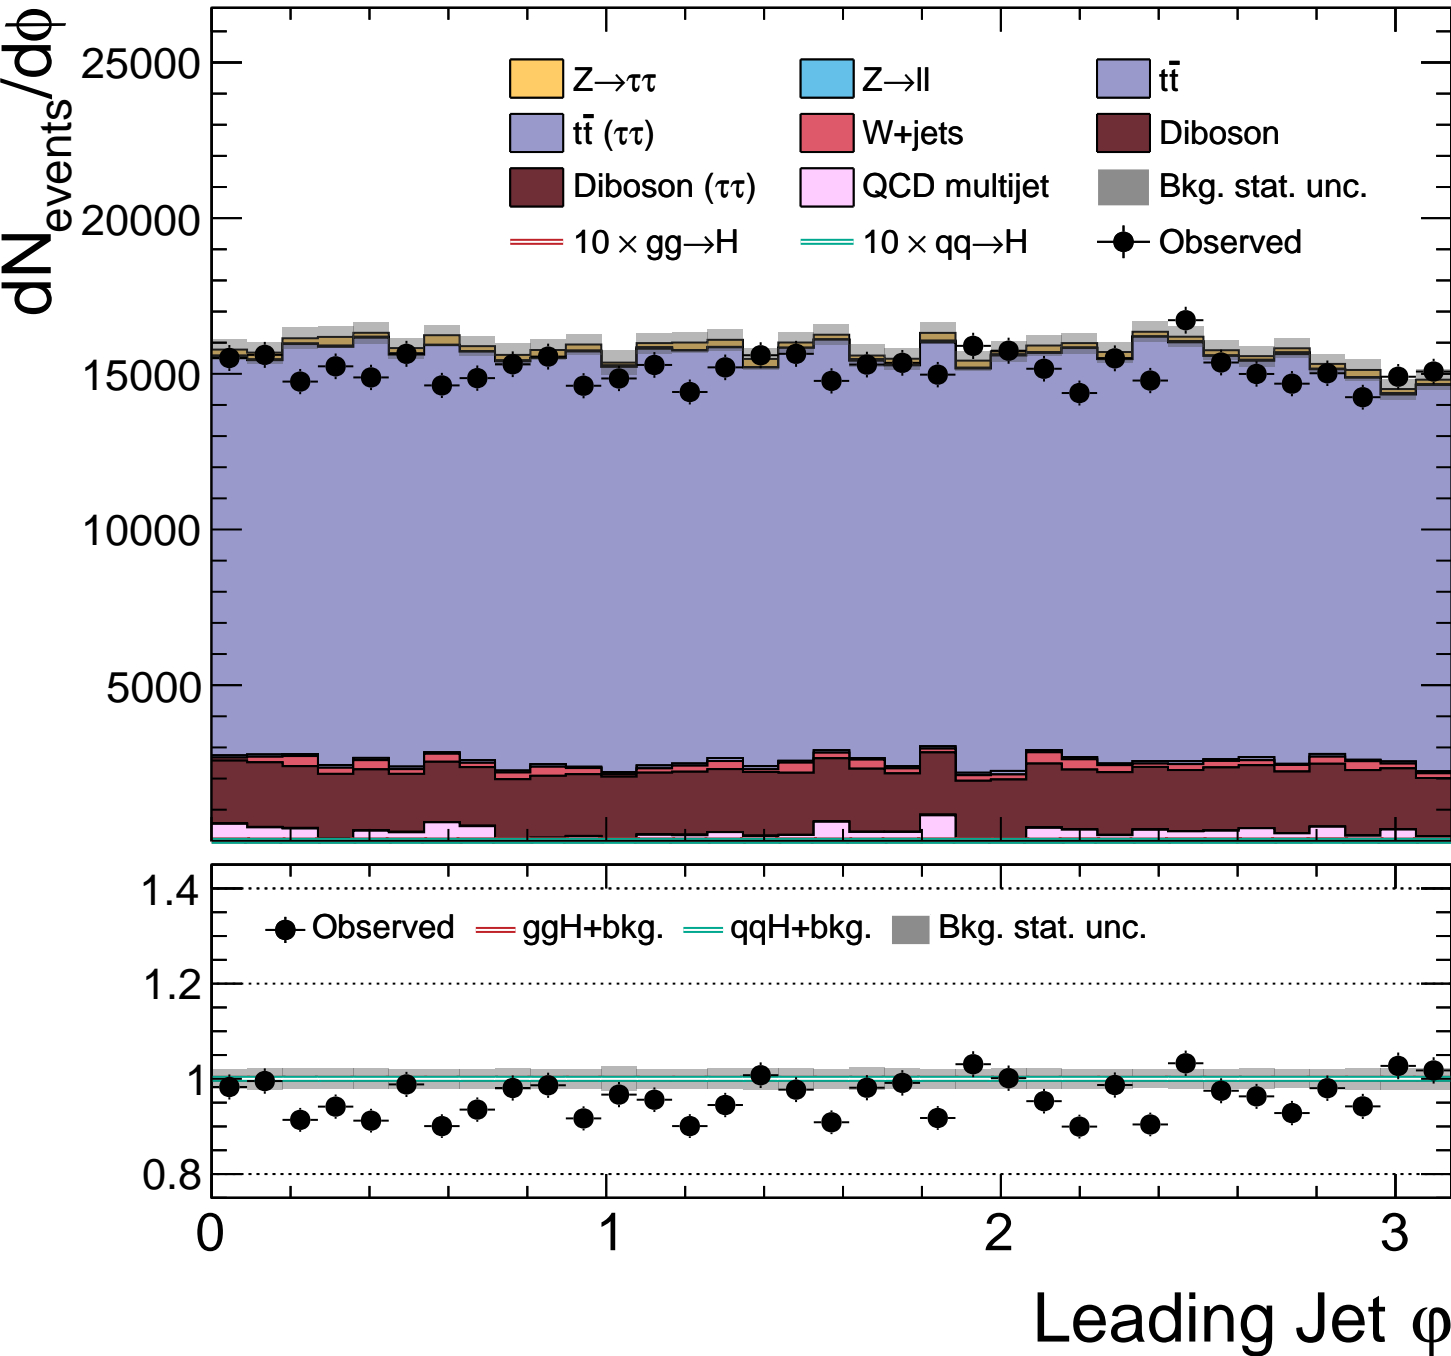 dN_events/dϕ
25000
20000
15000
10000
5000
Z→ττ Z→ll tt̄
tt̄ (ττ) W+jets Diboson
Diboson (ττ) QCD multijet Bkg. stat. unc.
10 × gg→H 10 × qq→H Observed
1.4
1.2
1
0.8
Observed ggH+bkg. qqH+bkg. Bkg. stat. unc.
0 1 2 3
Leading Jet φ